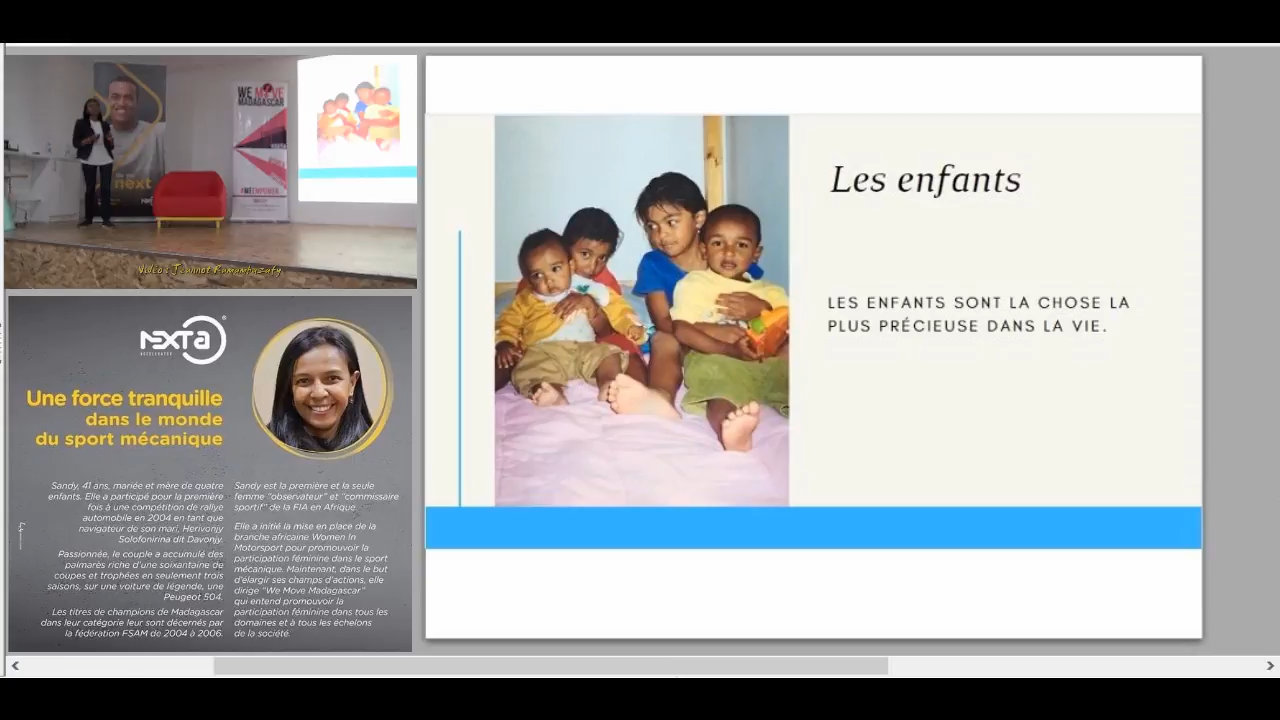 WE MOVE
MADAGASCAR
next
#WEEMPOWER
Vidéo : Jeannot Ramambazafy
NEXTA
ACCELERATOR
Une force tranquille
dans le monde
du sport mécanique
Sandy, 41 ans, mariée et mère de quatre
enfants. Elle a participé pour la première
fois à une compétition de rallye
automobile en 2004 en tant que
navigateur de son mari, Herivonjy
Solofonirina dit Davonjy.
Passionnée, le couple a accumulé des
palmarès riche d'une soixantaine de
coupes et trophées en seulement trois
saisons, sur une voiture de légende, une
Peugeot 504.
Les titres de champions de Madagascar
dans leur catégorie leur sont décernés par
la fédération FSAM de 2004 à 2006.
Sandy est la première et la seule
femme "observateur" et "commissaire
sportif" de la FIA en Afrique.
Elle a initié la mise en place de la
branche africaine Women In
Motorsport pour promouvoir la
participation féminine dans le sport
mécanique. Maintenant, dans le but
d'élargir ses champs d'actions, elle
dirige "We Move Madagascar"
qui entend promouvoir la
participation féminine dans tous les
domaines et à tous les échelons
de la société.
Les enfants
LES ENFANTS SONT LA CHOSE LA
PLUS PRÉCIEUSE DANS LA VIE.